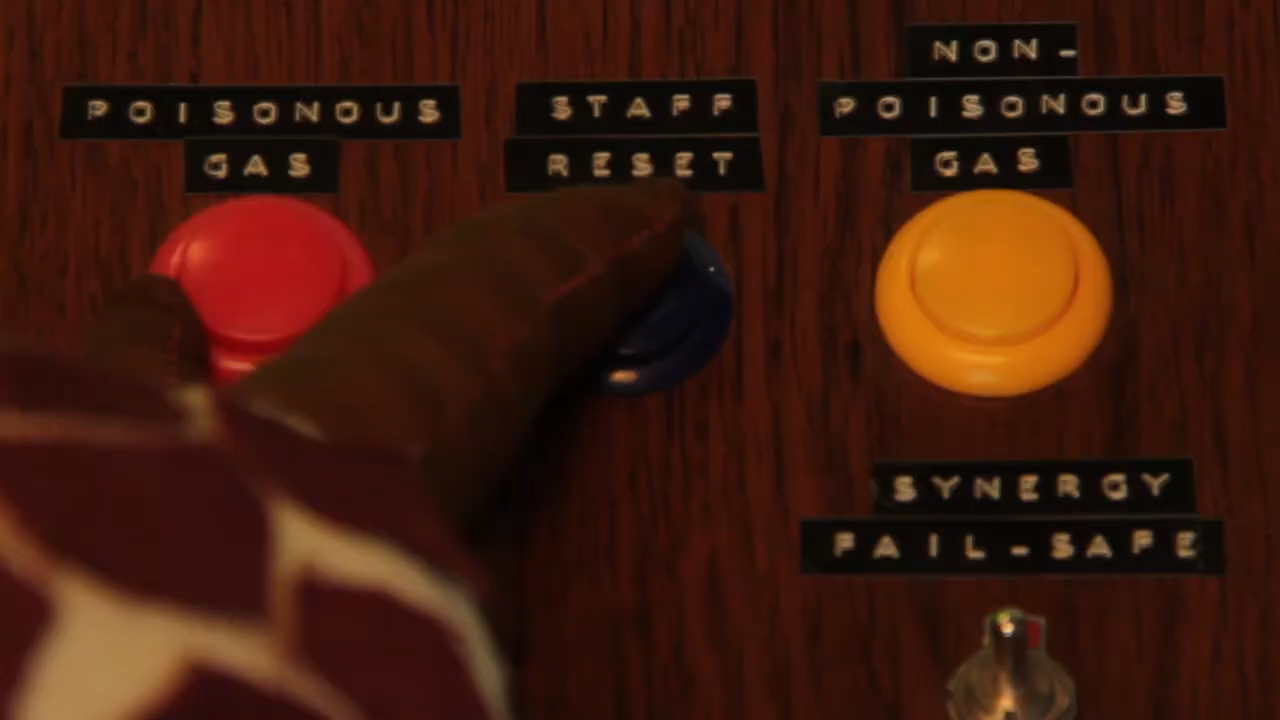 POISONOUS
GAS
STAFF
RESET
NON-
POISONOUS
GAS
SYNERGY
FAIL-SAFE